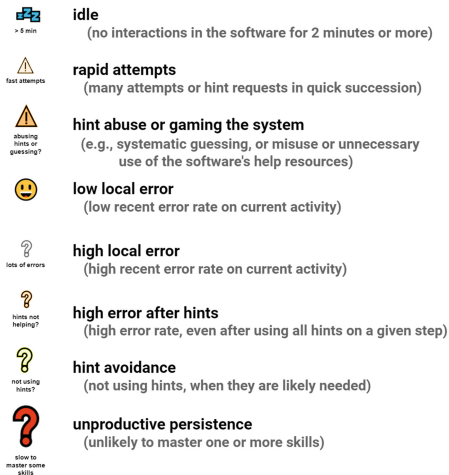 zZZ
> 5 min
idle
(no interactions in the software for 2 minutes or more)
!
fast attempts
rapid attempts
(many attempts or hint requests in quick succession)
!
abusing
hints or
guessing?
hint abuse or gaming the system
(e.g., systematic guessing, or misuse or unnecessary
use of the software's help resources)
low local error
(low recent error rate on current activity)
?
lots of errors
high local error
(high recent error rate on current activity)
?
hints not
helping?
high error after hints
(high error rate, even after using all hints on a given step)
?
not using
hints?
hint avoidance
(not using hints, when they are likely needed)
?
slow to
master some
skills
unproductive persistence
(unlikely to master one or more skills)